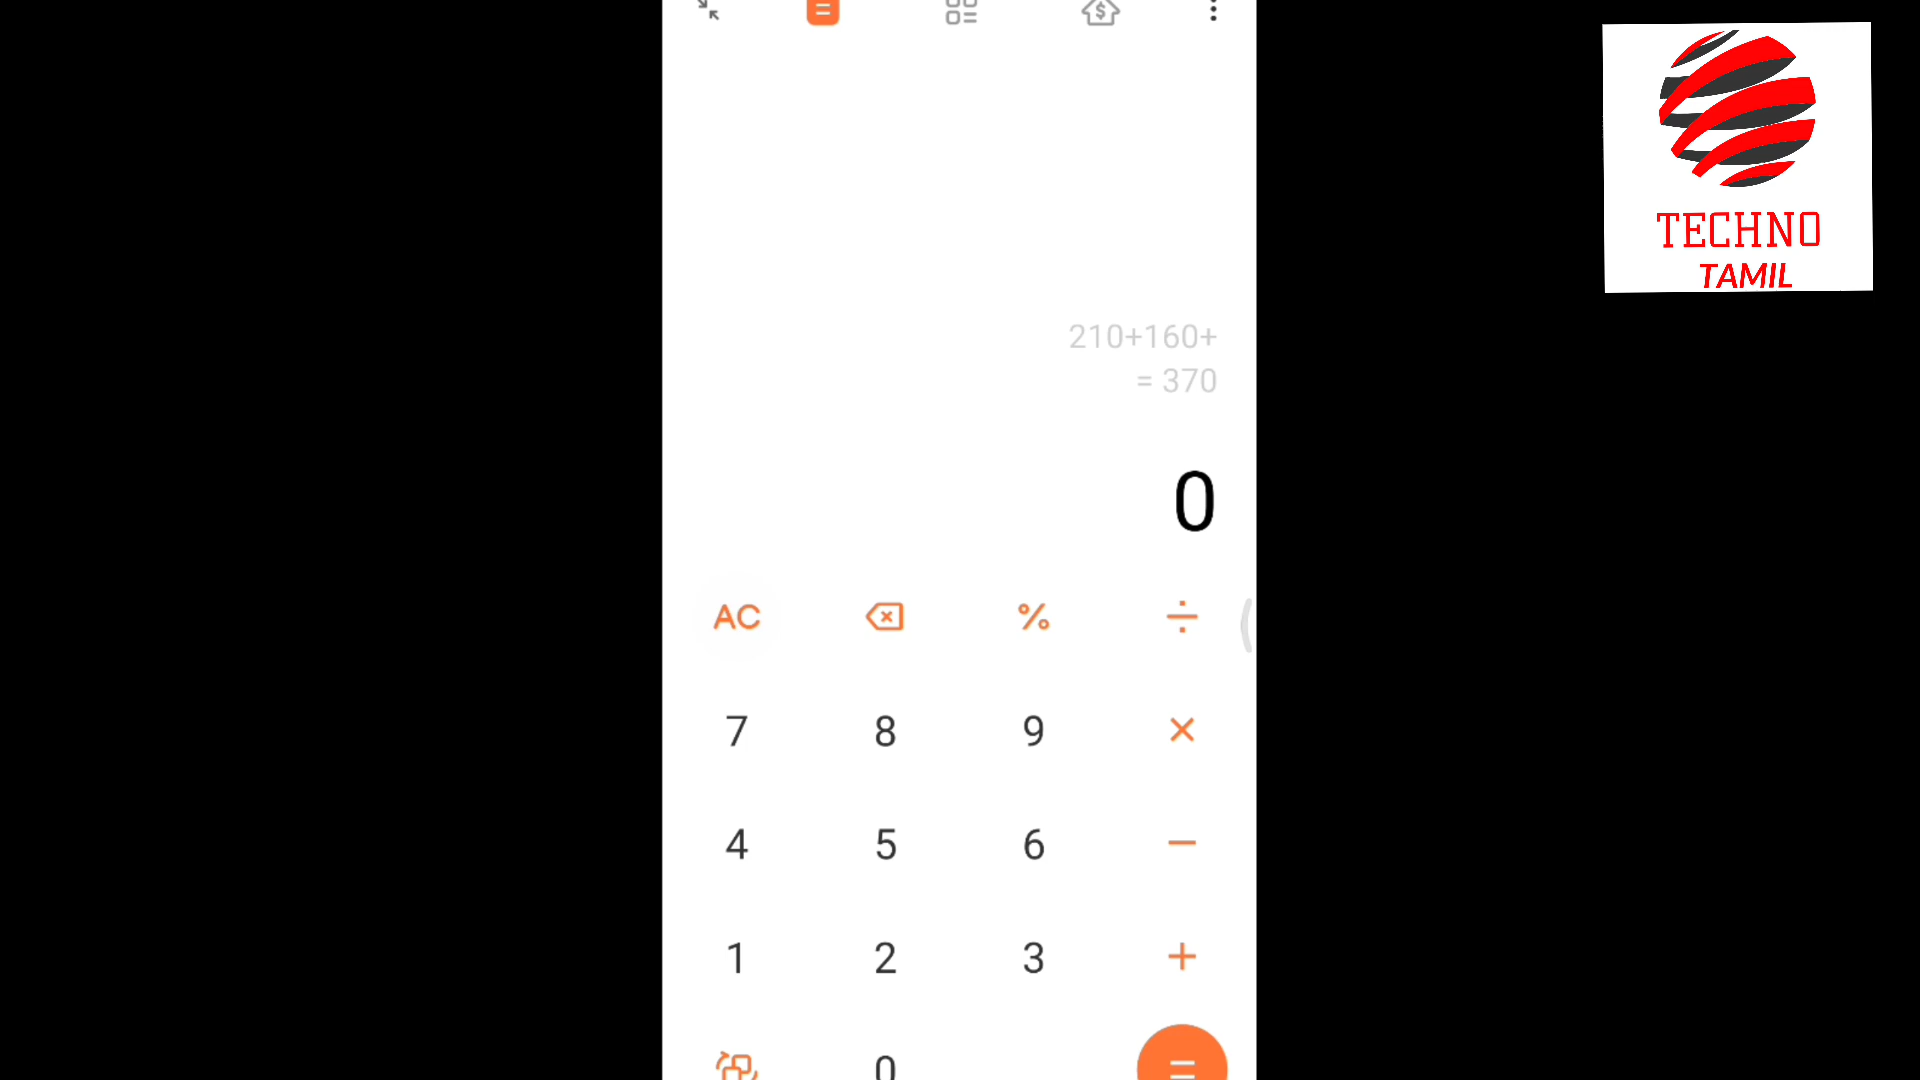 210+160+
= 370
0
AC % ÷
7 8 9 ×
4 5 6 −
1 2 3 +
0 =
TECHNO
TAMIL